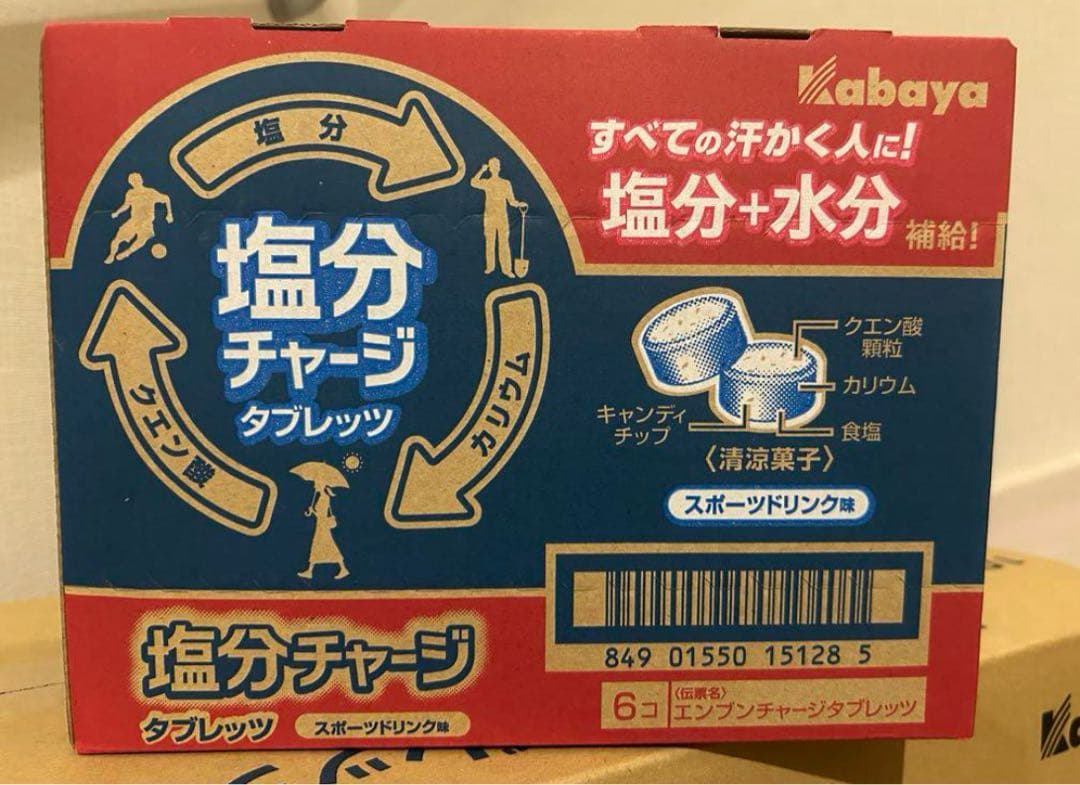 Kabaya
すべての汗かく人に!
塩分+水分補給!
塩分
カリウム
クエン酸
塩分
チャージ
タブレッツ
クエン酸
顆粒
カリウム
キャンディ
チップ
食塩
〈清涼菓子〉
スポーツドリンク味
849 01550 15128 5
6コ
〈伝票名〉
エンブンチャージタブレッツ
塩分チャージ
タブレッツ
スポーツドリンク味